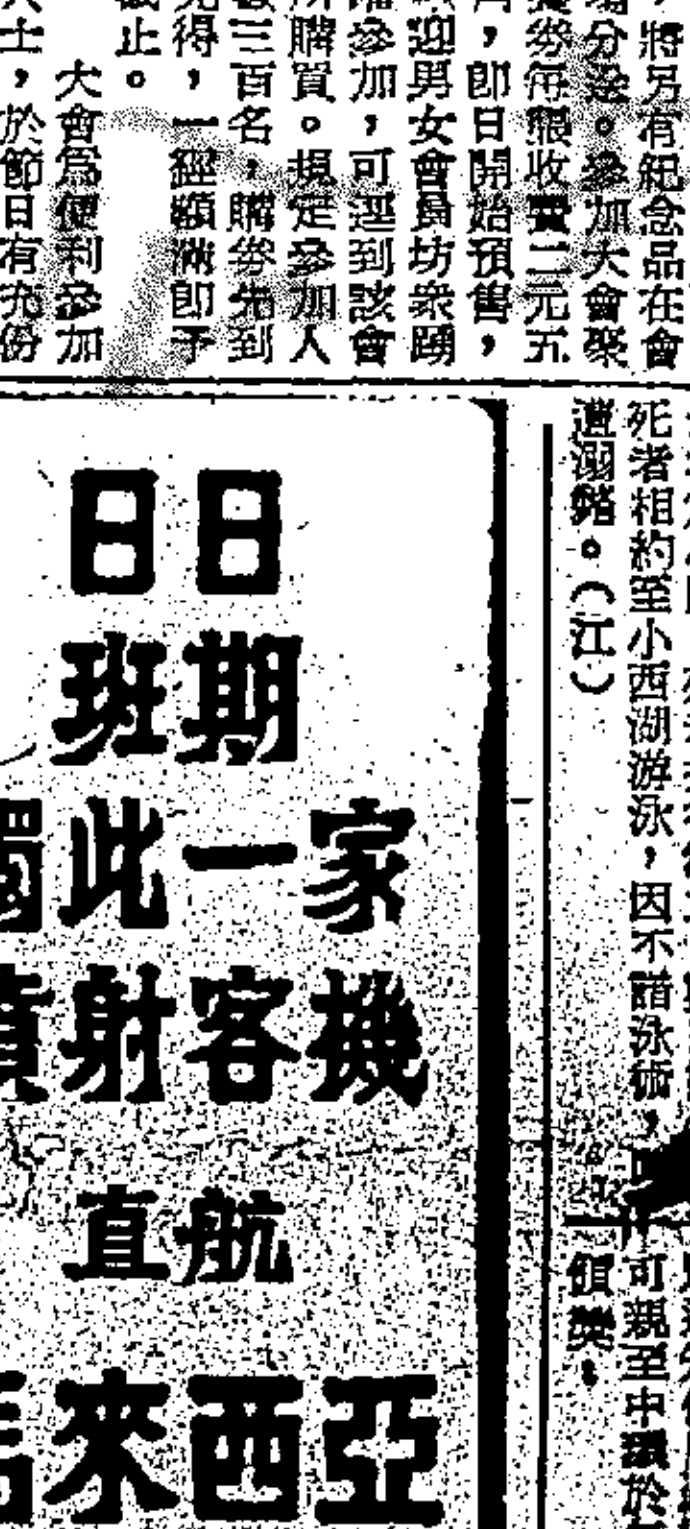 將另有紀念品在會
場分送。參加大會聚
餐券每張收費二元五
,即日開始預售,
歡迎男女會員坊眾踴
躍參加,可逕到該會
所購買。規定參加人
數三百名,購券先到
先得,一經額滿即予
截止。
大會爲便利參加
人士,於節日有充份
死者相約至小西湖游泳,因不諳泳術,
遭溺斃。(江)
可親至中環於
領獎。
日日
班期
獨此一家
噴射客機
直航
馬來西亞